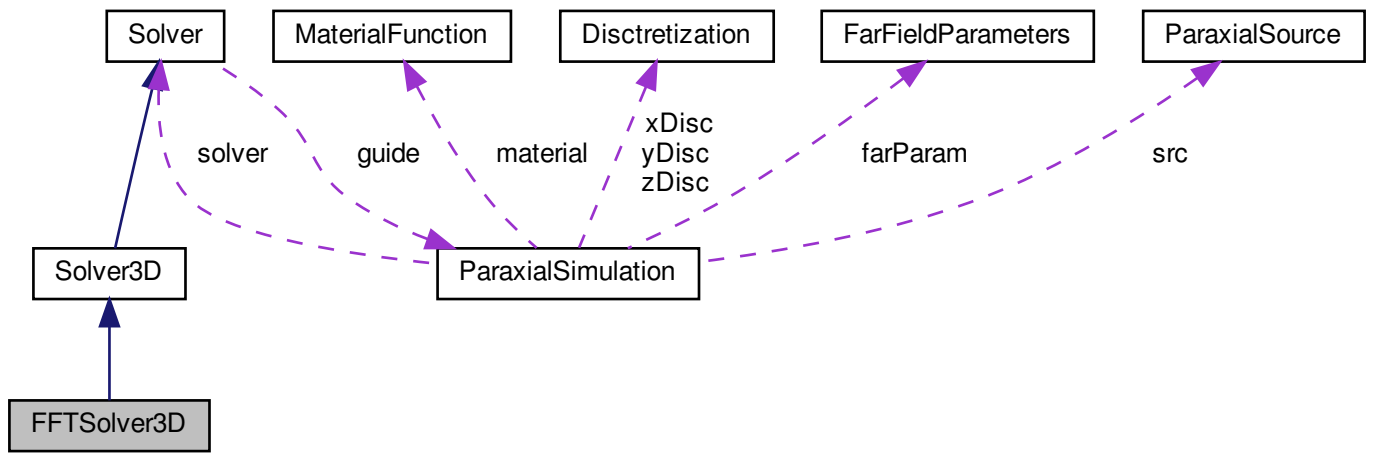 Solver
MaterialFunction
Disctretization
FarFieldParameters
ParaxialSource
solver
guide
material
xDisc
yDisc
zDisc
farParam
src
Solver3D
ParaxialSimulation
FFTSolver3D